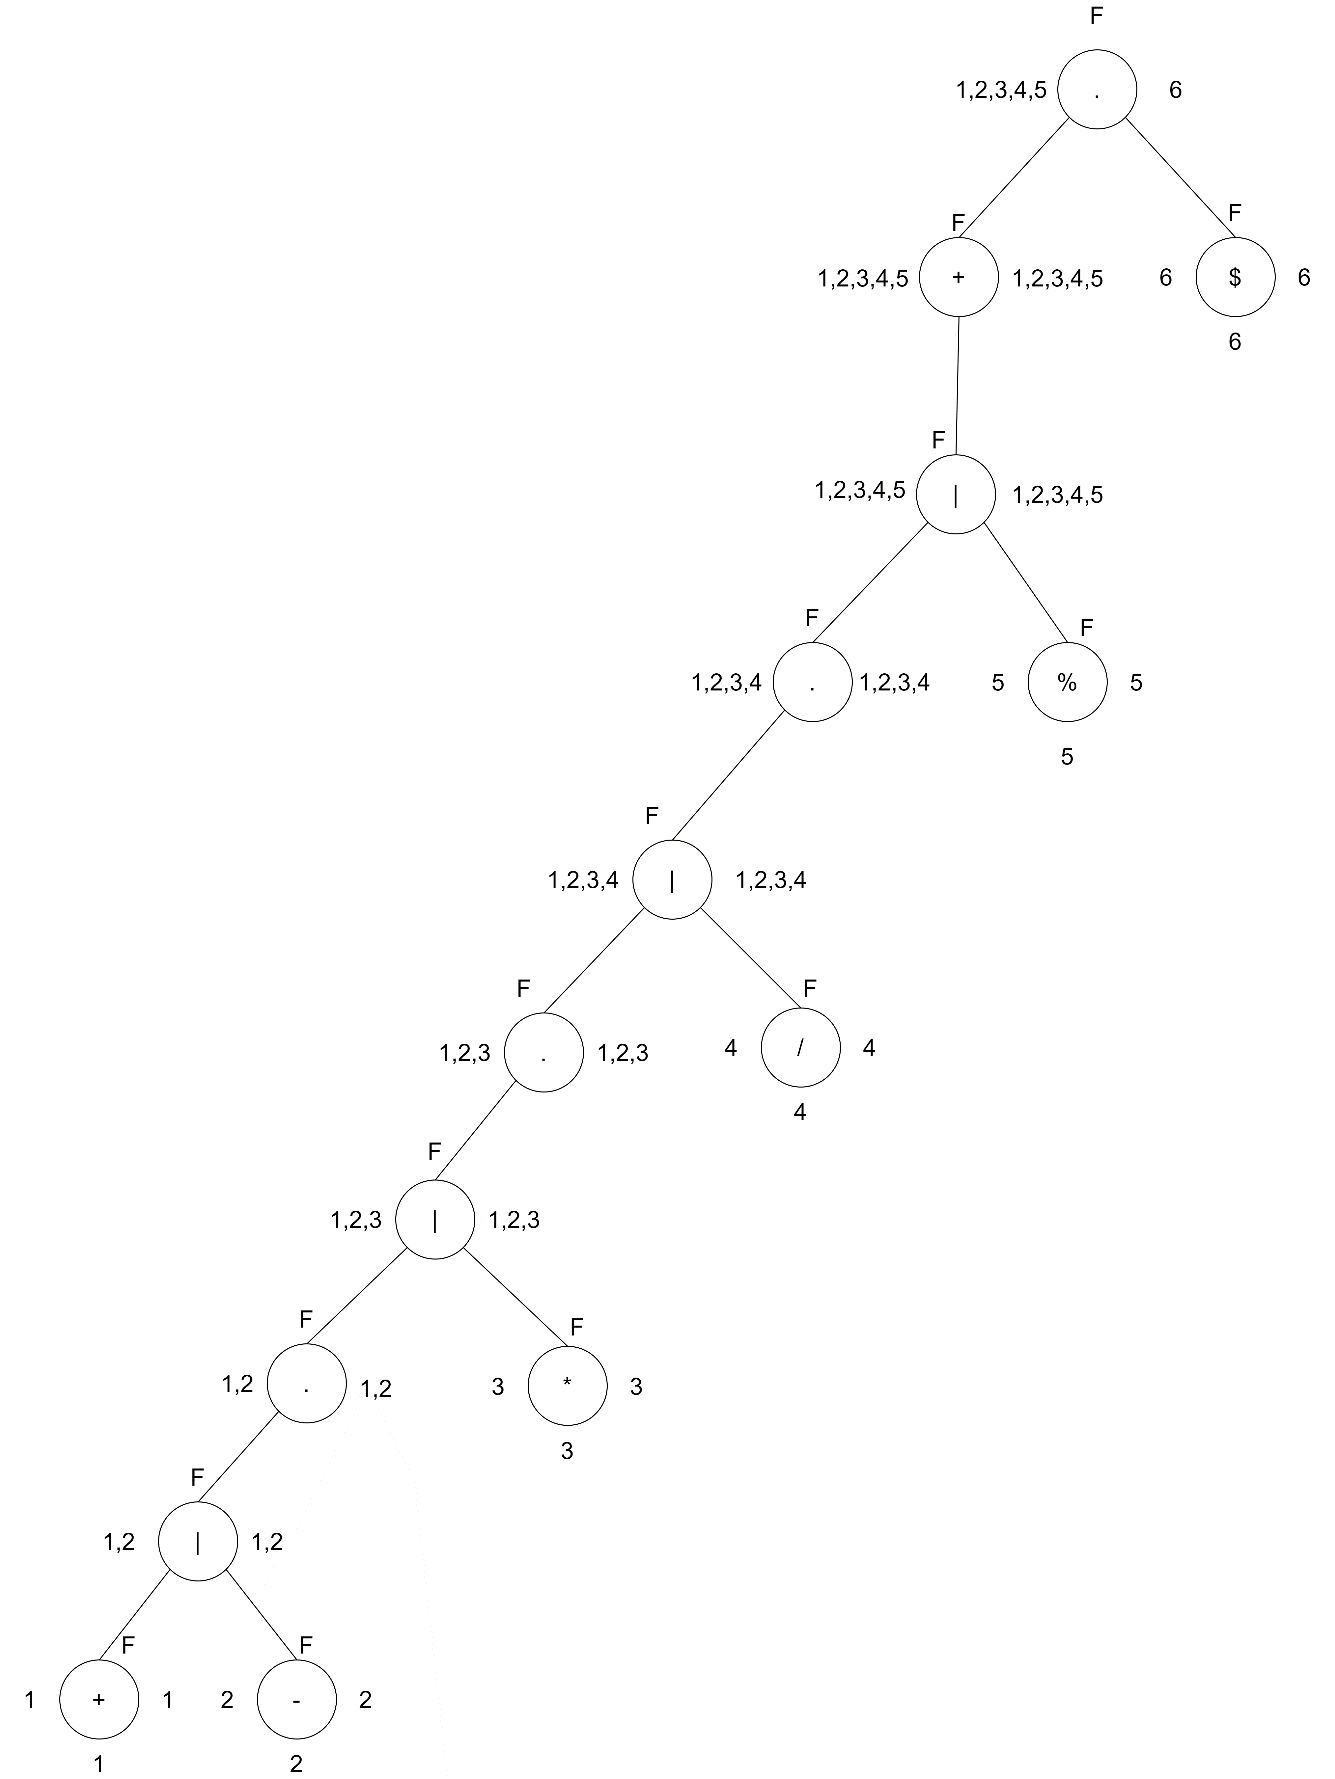 F
1,2,3,4,5 . 6
F F
1,2,3,4,5 + 1,2,3,4,5 6 $ 6
6
F
1,2,3,4,5 | 1,2,3,4,5
F F
1,2,3,4 . 1,2,3,4 5 % 5
5
F
1,2,3,4 | 1,2,3,4
F F
1,2,3 . 1,2,3 4 / 4
4
F
1,2,3 | 1,2,3
F F
1,2 . 1,2 3 * 3
3
F
1,2 | 1,2
F F
1 + 1 2 - 2
1 2